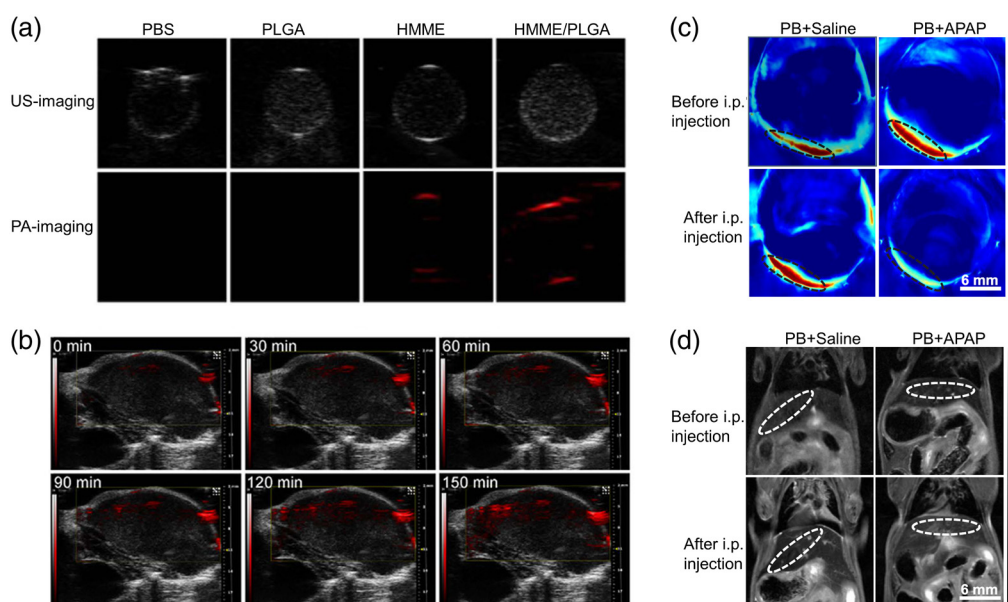 (a)
PBS PLGA HMME HMME/PLGA
US-imaging
PA-imaging
(b)
0 min 30 min 60 min
90 min 120 min 150 min
(c)
PB+Saline PB+APAP
Before i.p.
injection
After i.p.
injection
6 mm
(d)
PB+Saline PB+APAP
Before i.p.
injection
After i.p.
injection
6 mm